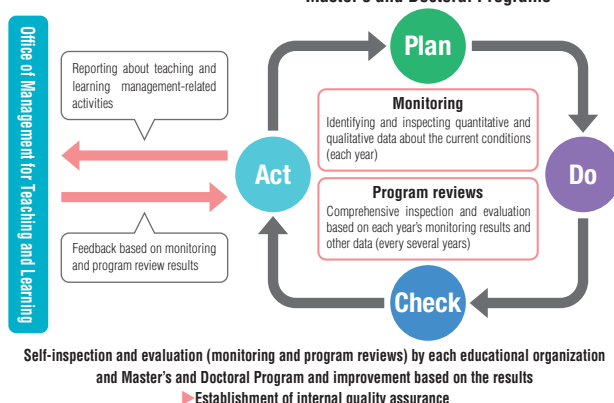 Master's and Doctoral Programs
Plan
Office of Management for Teaching and Learning
Reporting about teaching and
learning management-related
activities
Monitoring
Identifying and inspecting quantitative and
qualitative data about the current conditions
(each year)
Act
Do
Program reviews
Comprehensive inspection and evaluation
based on each year's monitoring results and
other data (every several years)
Feedback based on monitoring
and program review results
Check
Self-inspection and evaluation (monitoring and program reviews) by each educational organization
and Master's and Doctoral Program and improvement based on the results
▶Establishment of internal quality assurance